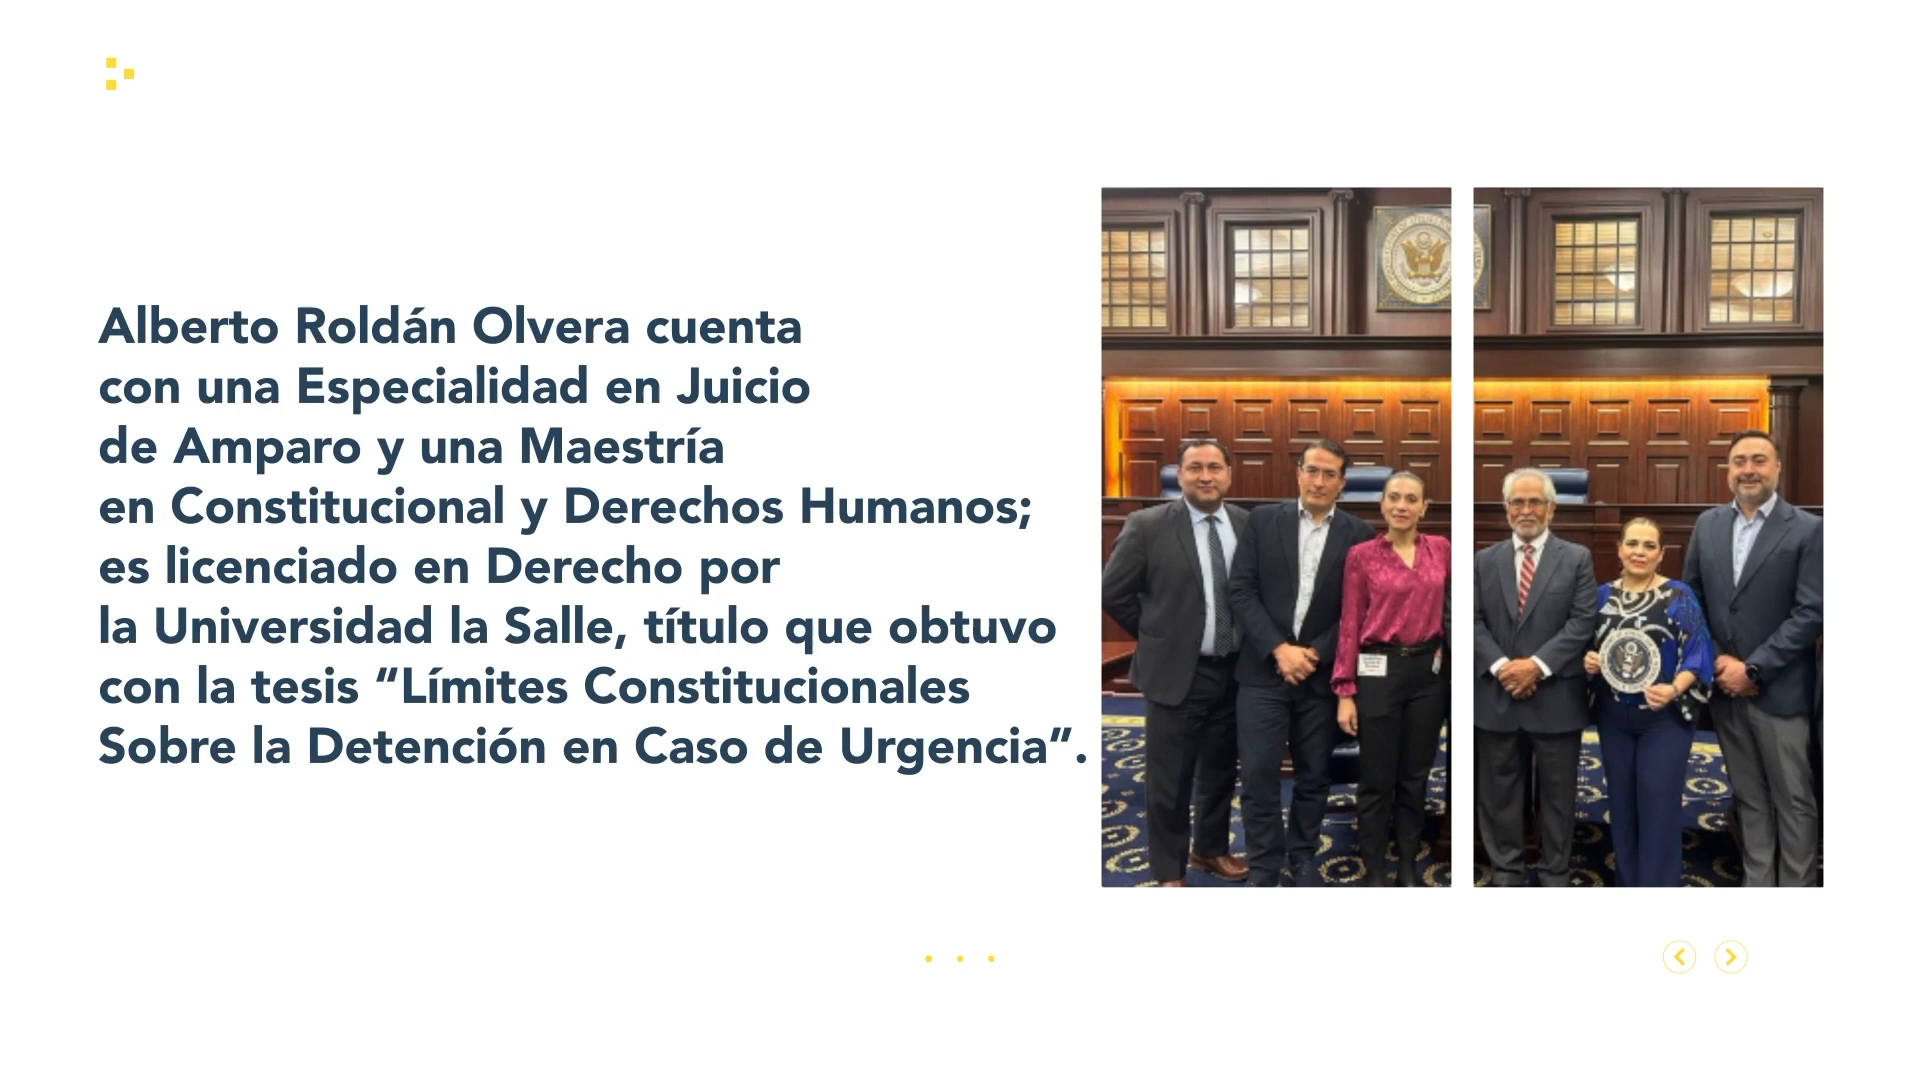 Alberto Roldán Olvera cuenta
con una Especialidad en Juicio
de Amparo y una Maestría
en Constitucional y Derechos Humanos;
es licenciado en Derecho por
la Universidad la Salle, título que obtuvo
con la tesis “Límites Constitucionales
Sobre la Detención en Caso de Urgencia”.